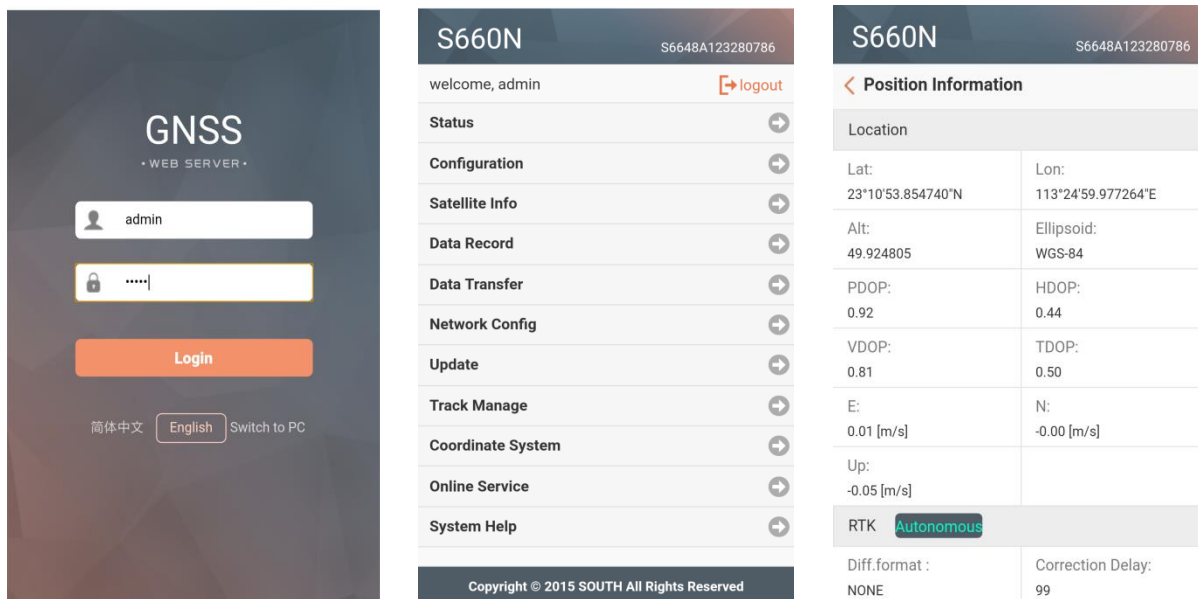 GNSS
•WEB SERVER•
admin
•••••
Login
简体中文 English Switch to PC
S660N S6648A123280786
welcome, admin logout
Status
Configuration
Satellite Info
Data Record
Data Transfer
Network Config
Update
Track Manage
Coordinate System
Online Service
System Help
Copyright © 2015 SOUTH All Rights Reserved
S660N S6648A123280786
Position Information
Location
Lat: Lon:
23°10'53.854740"N 113°24'59.977264"E
Alt: Ellipsoid:
49.924805 WGS-84
PDOP: HDOP:
0.92 0.44
VDOP: TDOP:
0.81 0.50
E: N:
0.01 [m/s] -0.00 [m/s]
Up:
-0.05 [m/s]
RTK Autonomous
Diff.format : Correction Delay:
NONE 99